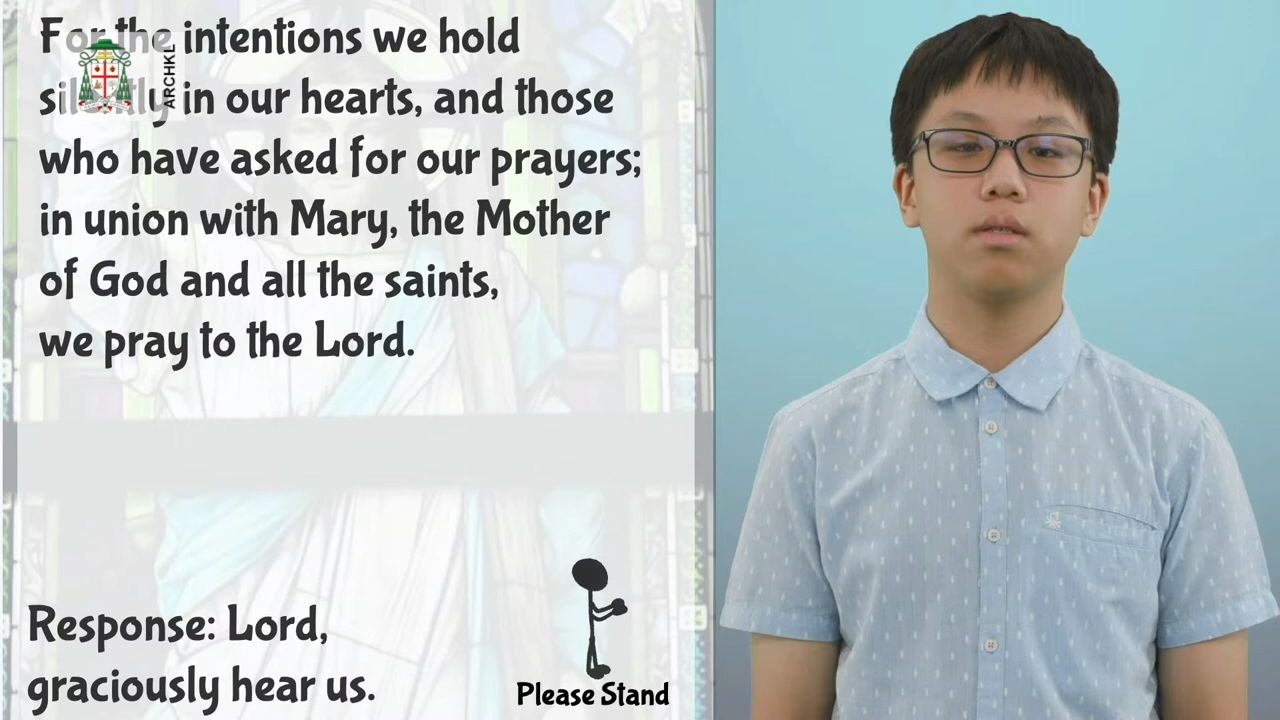 For the intentions we hold
silently in our hearts, and those
who have asked for our prayers;
in union with Mary, the Mother
of God and all the saints,
we pray to the Lord.
ARCHKL
Response: Lord,
graciously hear us.
Please Stand